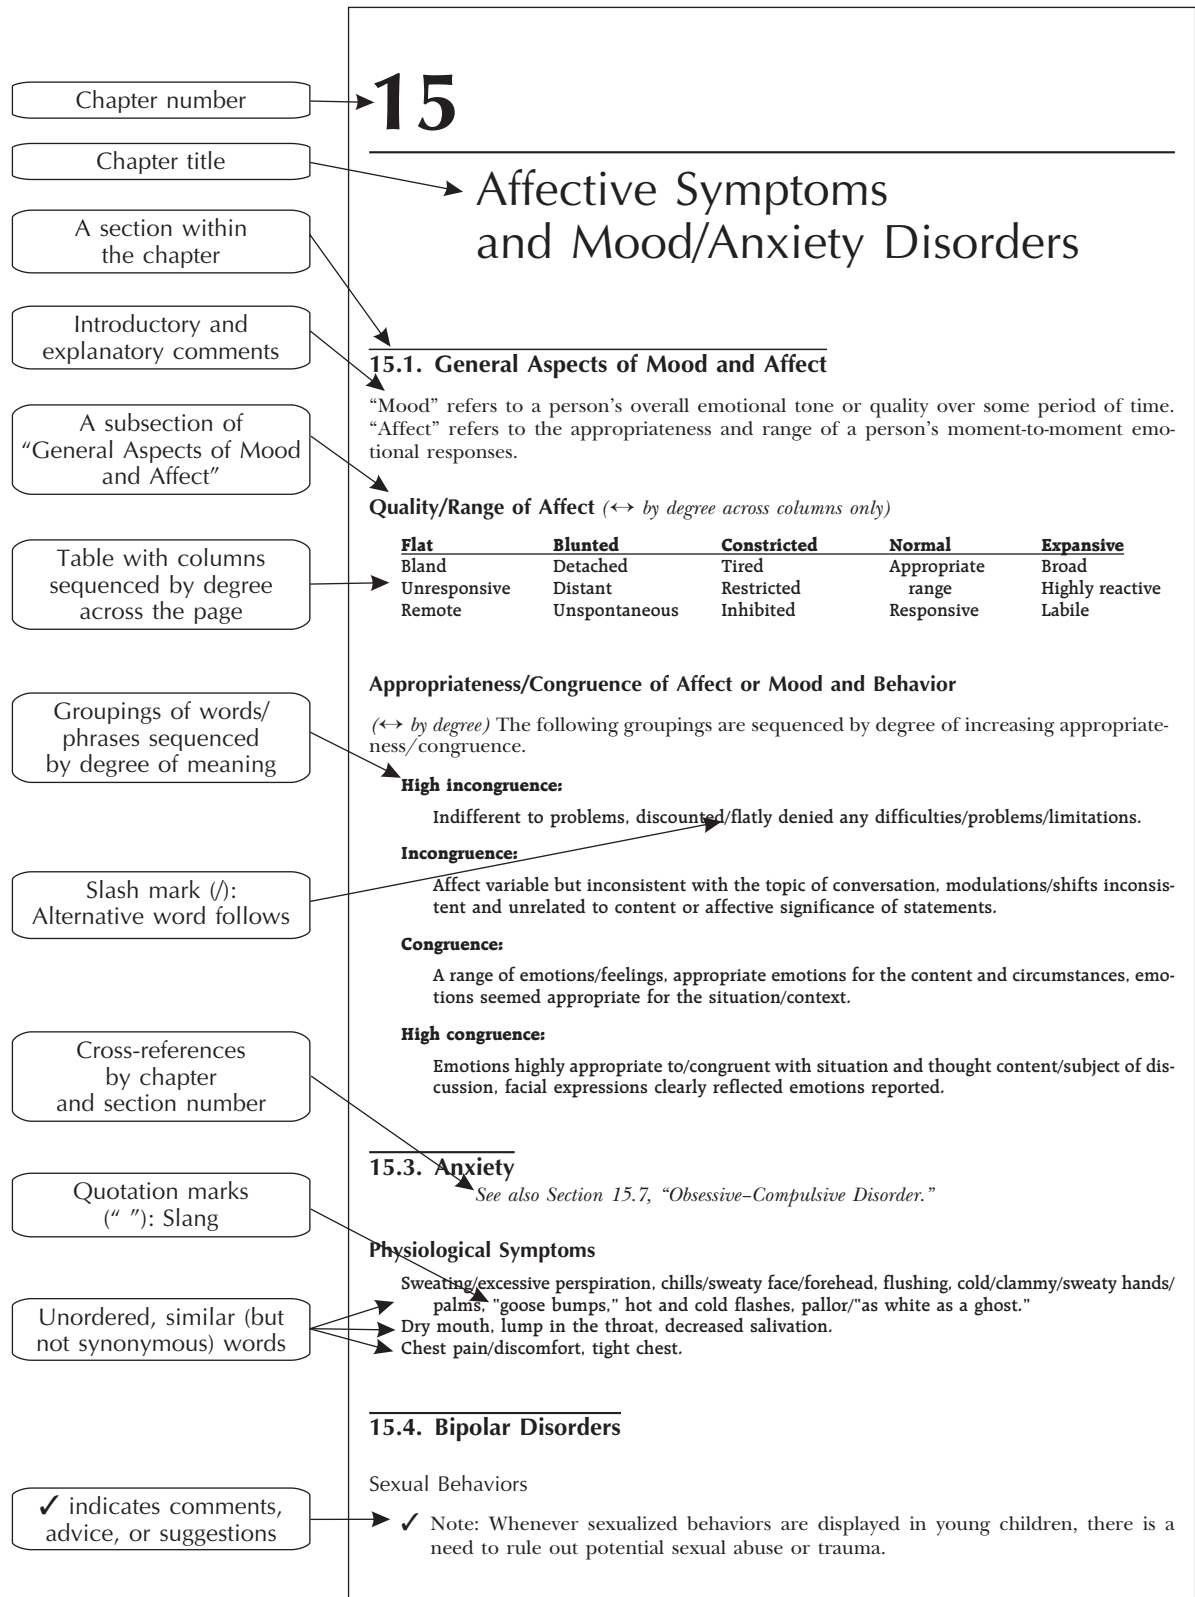 Chapter number
15
Chapter title
Affective Symptoms
and Mood/Anxiety Disorders
A section within
the chapter
Introductory and
explanatory comments
15.1. General Aspects of Mood and Affect
“Mood” refers to a person’s overall emotional tone or quality over some period of time.
“Affect” refers to the appropriateness and range of a person’s moment-to-moment emo-
tional responses.
A subsection of
“General Aspects of Mood
and Affect”
Quality/Range of Affect (↔ by degree across columns only)
Table with columns
sequenced by degree
across the page
Flat Blunted Constricted Normal Expansive
Bland Detached Tired Appropriate Broad
Unresponsive Distant Restricted range Highly reactive
Remote Unspontaneous Inhibited Responsive Labile
Appropriateness/Congruence of Affect or Mood and Behavior
(↔ by degree) The following groupings are sequenced by degree of increasing appropriate-
ness/congruence.
Groupings of words/
phrases sequenced
by degree of meaning
High incongruence:
Indifferent to problems, discounted/flatly denied any difficulties/problems/limitations.
Incongruence:
Affect variable but inconsistent with the topic of conversation, modulations/shifts inconsis-
tent and unrelated to content or affective significance of statements.
Slash mark (/):
Alternative word follows
Congruence:
A range of emotions/feelings, appropriate emotions for the content and circumstances, emo-
tions seemed appropriate for the situation/context.
High congruence:
Emotions highly appropriate to/congruent with situation and thought content/subject of dis-
cussion, facial expressions clearly reflected emotions reported.
Cross-references
by chapter
and section number
15.3. Anxiety
See also Section 15.7, “Obsessive–Compulsive Disorder.”
Quotation marks
(“ ”): Slang
Physiological Symptoms
Sweating/excessive perspiration, chills/sweaty face/forehead, flushing, cold/clammy/sweaty hands/
palms, "goose bumps," hot and cold flashes, pallor/"as white as a ghost."
Dry mouth, lump in the throat, decreased salivation.
Chest pain/discomfort, tight chest.
Unordered, similar (but
not synonymous) words
15.4. Bipolar Disorders
Sexual Behaviors
✓ indicates comments,
advice, or suggestions
✓ Note: Whenever sexualized behaviors are displayed in young children, there is a
need to rule out potential sexual abuse or trauma.